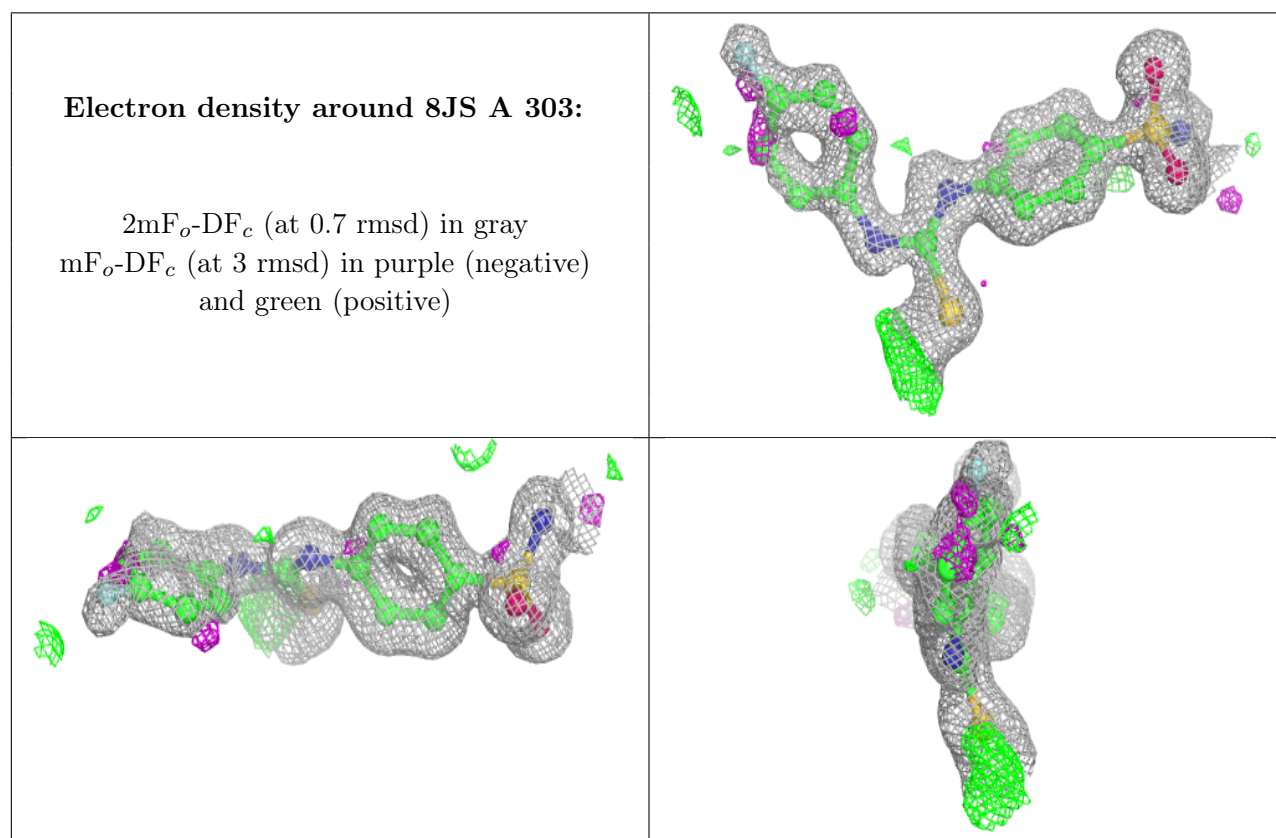 Electron density around 8JS A 303:
2mFo-DFc (at 0.7 rmsd) in gray
mFo-DFc (at 3 rmsd) in purple (negative)
and green (positive)